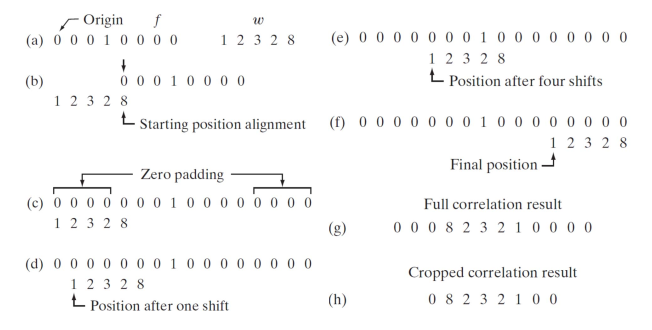 Origin f w
(a) 0 0 0 1 0 0 0 0 1 2 3 2 8
(b) 0 0 0 1 0 0 0 0
1 2 3 2 8
Starting position alignment
Zero padding
(c) 0 0 0 0 0 0 0 1 0 0 0 0 0 0 0 0
1 2 3 2 8
(d) 0 0 0 0 0 0 0 1 0 0 0 0 0 0 0 0
1 2 3 2 8
Position after one shift
(e) 0 0 0 0 0 0 0 1 0 0 0 0 0 0 0 0
1 2 3 2 8
Position after four shifts
(f) 0 0 0 0 0 0 0 1 0 0 0 0 0 0 0 0
1 2 3 2 8
Final position
Full correlation result
(g) 0 0 0 8 2 3 2 1 0 0 0 0
Cropped correlation result
(h) 0 8 2 3 2 1 0 0